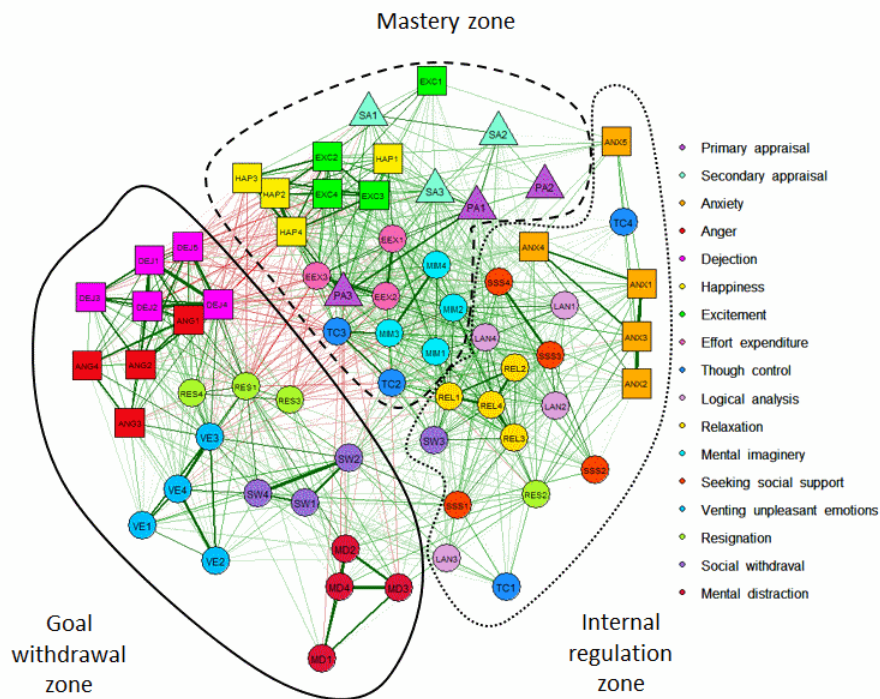 Mastery zone
EXC1
SA1
SA2
ANX5
EXC2
HAP1
HAP3
HAP2
EXC4
EXC3
SA3
PA2
PA1
TC4
HAP4
EEX1
ANX4
DEJ5
DEJ1
MIM4
EEX3
SSS4
ANX1
DEJ3
DEJ2
DEJ4
PA3
EEX2
MIM2
LAN1
ANG1
TC3
MIM3
LAN4
ANX3
MIM1
SSS3
ANG4
ANG2
REL2
TC2
ANX2
RES4
RES1
RES3
REL1
REL4
LAN2
ANG3
VE3
SW3
REL3
SW2
SSS2
VE4
SW4
SW1
RES2
SSS1
VE1
MD2
VE2
LAN3
MD4
MD3
TC1
MD1
Primary appraisal
Secondary appraisal
Anxiety
Anger
Dejection
Happiness
Excitement
Effort expenditure
Though control
Logical analysis
Relaxation
Mental imaginery
Seeking social support
Venting unpleasant emotions
Resignation
Social withdrawal
Mental distraction
Goal
withdrawal
zone
Internal
regulation
zone